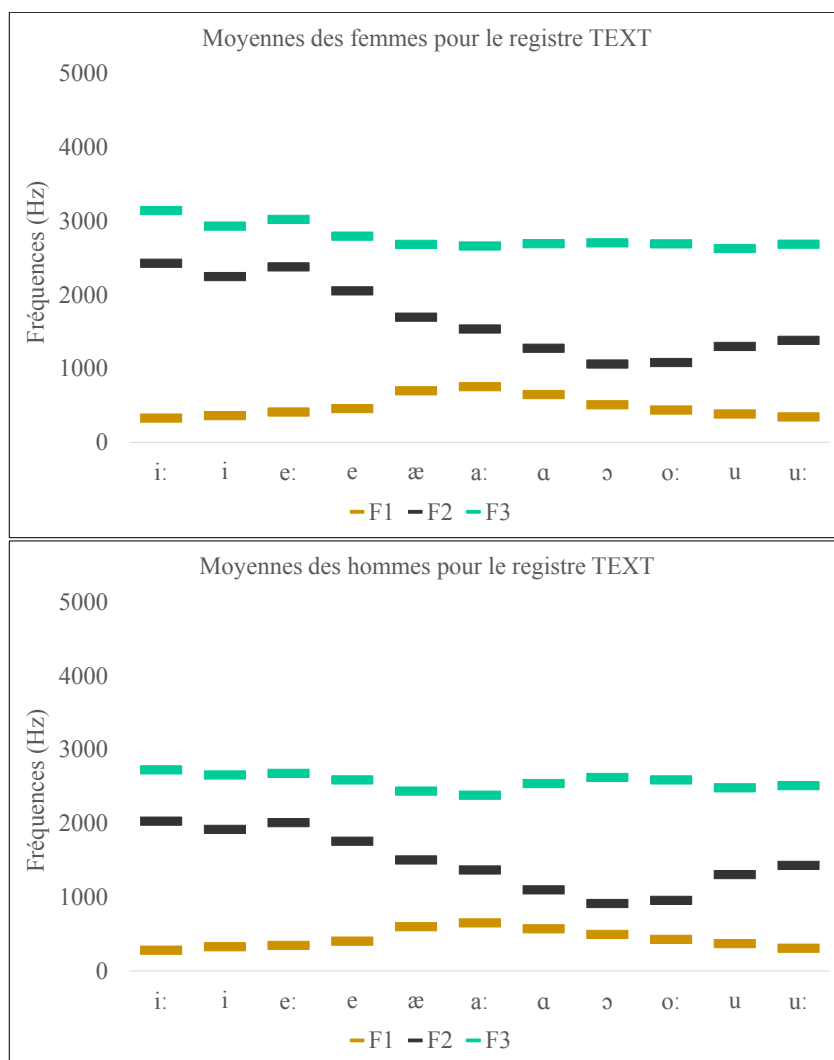 Moyennes des femmes pour le registre TEXT
5000
4000
3000
2000
1000
0
Fréquences (Hz)
iː i eː e æ aː ɑ ɔ oː u uː
F1 F2 F3
Moyennes des hommes pour le registre TEXT
5000
4000
3000
2000
1000
0
Fréquences (Hz)
iː i eː e æ aː ɑ ɔ oː u uː
F1 F2 F3